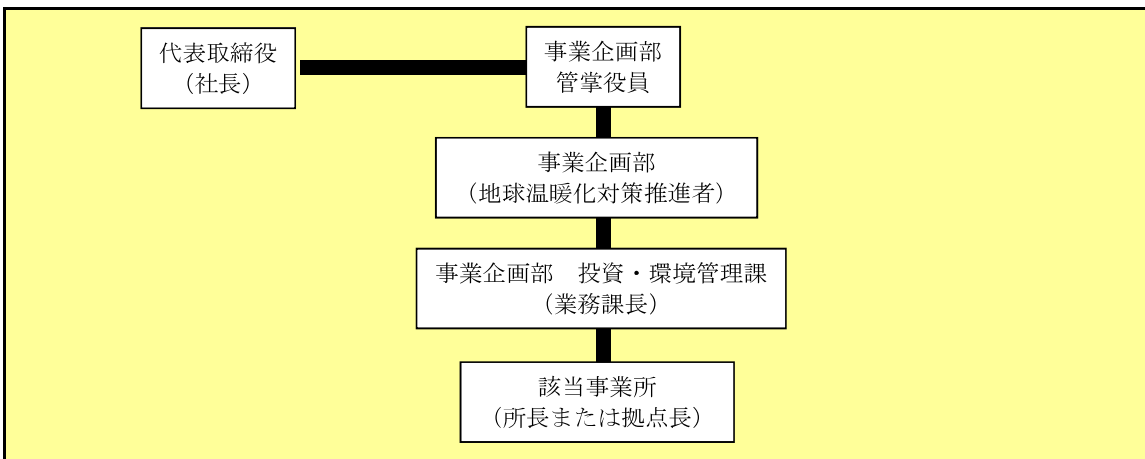 代表取締役
（社長）
事業企画部
管掌役員
事業企画部
（地球温暖化対策推進者）
事業企画部　投資・環境管理課
（業務課長）
該当事業所
（所長または拠点長）